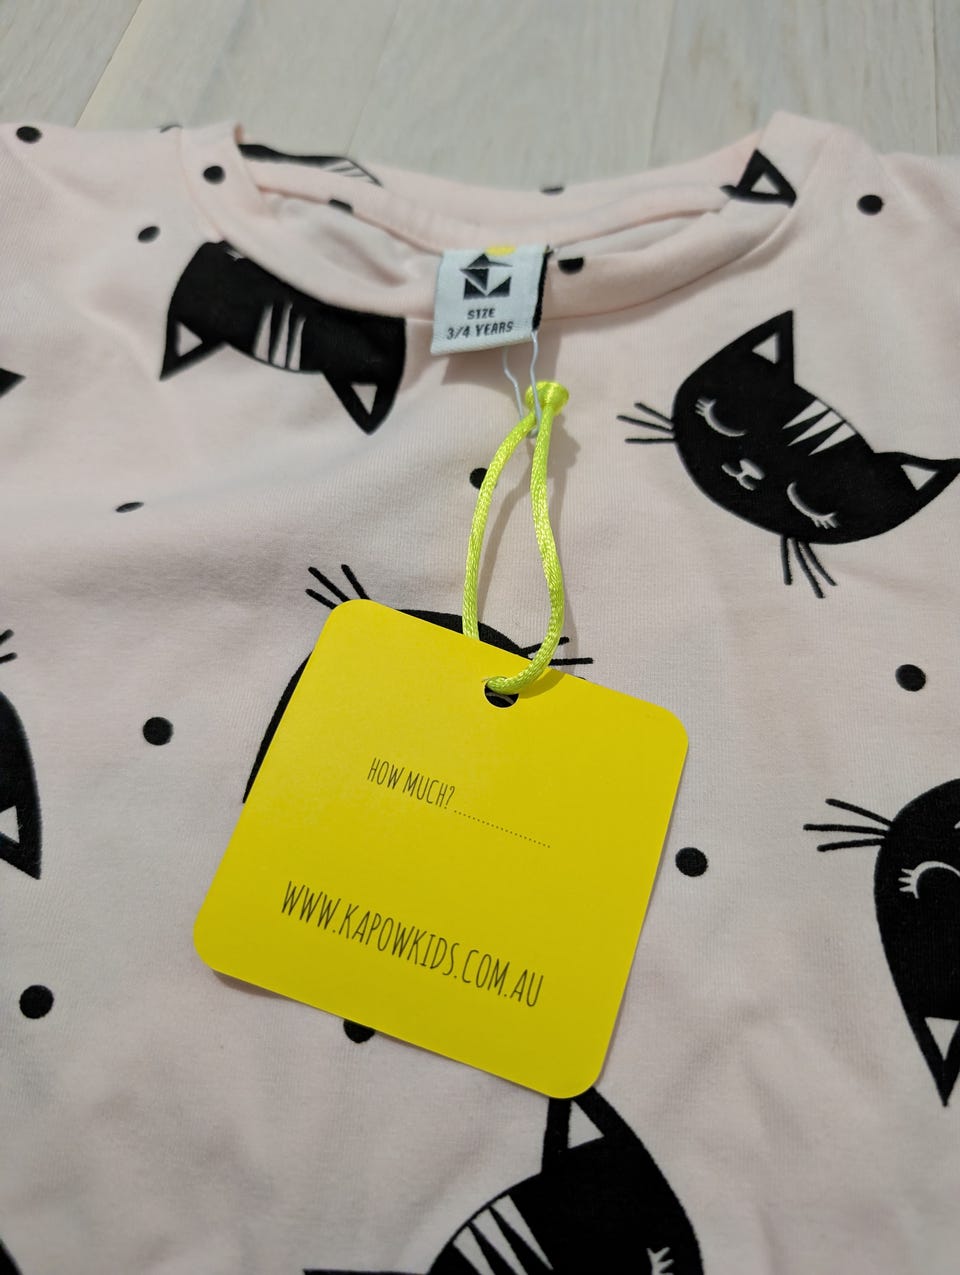 SIZE
3/4 YEARS
HOW MUCH? ....................
WWW.KAPOWKIDS.COM.AU